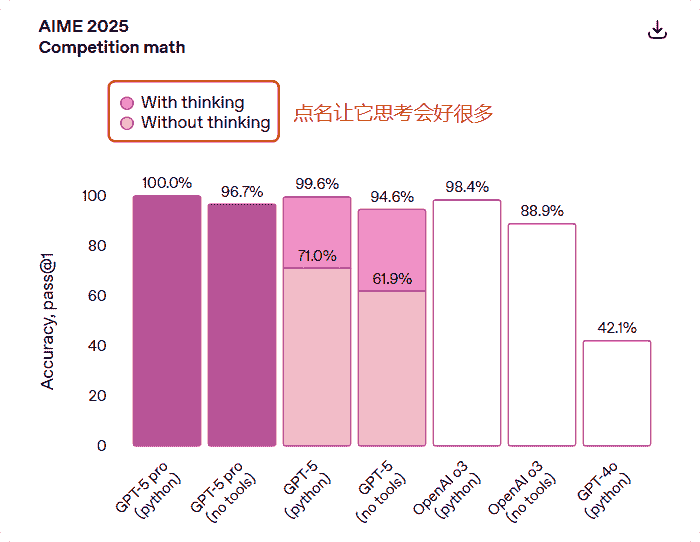 AIME 2025
Competition math
With thinking
Without thinking
点名让它思考会好很多
Accuracy, pass@1
100
80
60
40
20
0
100.0%
96.7%
99.6%
71.0%
94.6%
61.9%
98.4%
88.9%
42.1%
GPT-5 pro
(python)
GPT-5 pro
(no tools)
GPT-5
(python)
GPT-5
(no tools)
OpenAI o3
(python)
OpenAI o3
(no tools)
GPT-4o
(python)